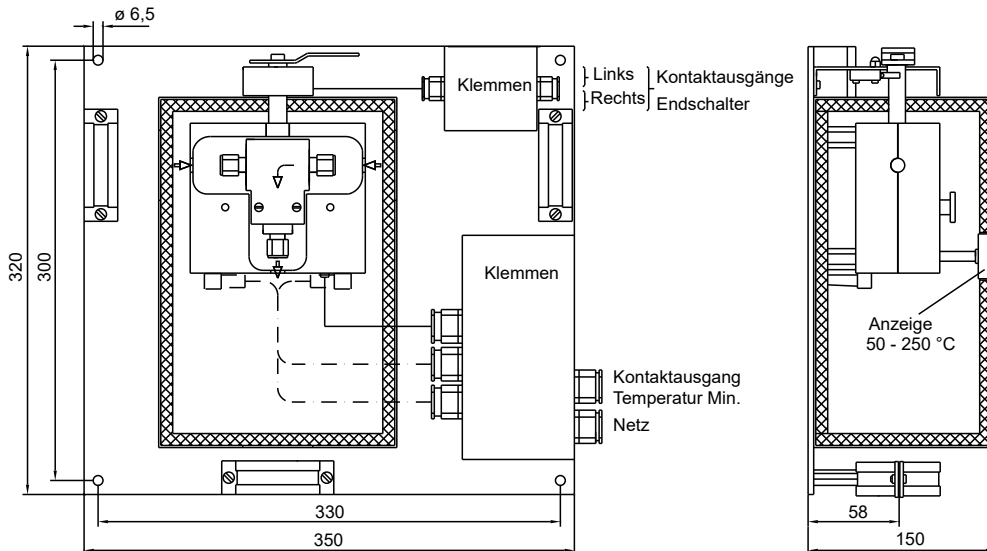 ø 6,5
Klemmen
Links
Rechts
Kontaktausgänge
Endschalter
320
300
Klemmen
Anzeige
50 - 250 °C
Kontaktausgang
Temperatur Min.
Netz
330
350
58
150